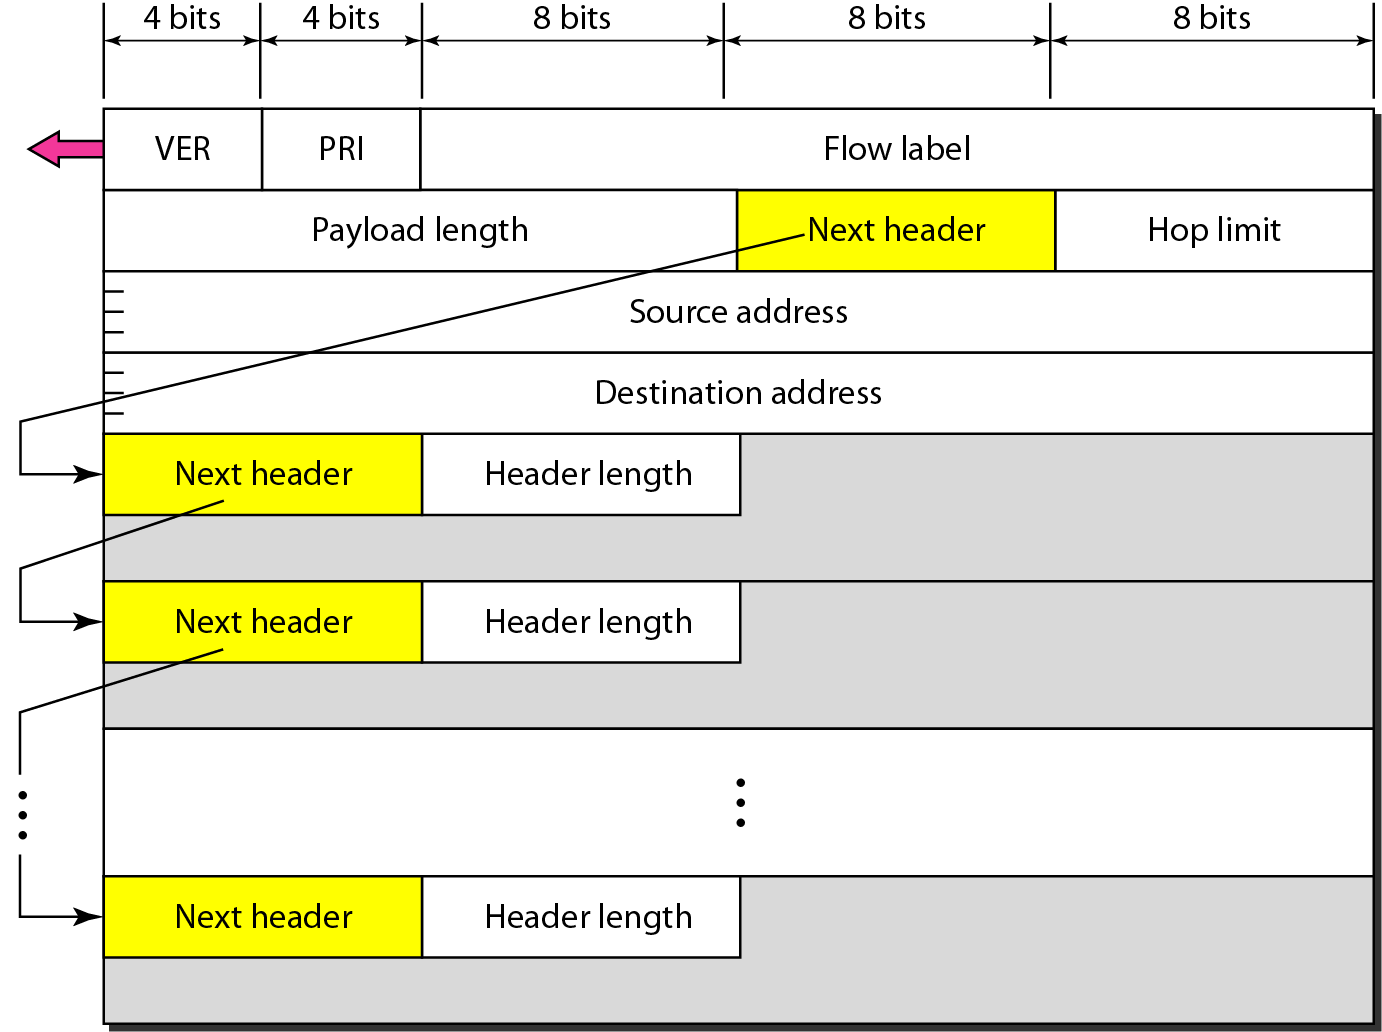 4 bits 4 bits 8 bits 8 bits 8 bits
VER PRI Flow label
Payload length Next header Hop limit
Source address
Destination address
Next header Header length
Next header Header length
Next header Header length